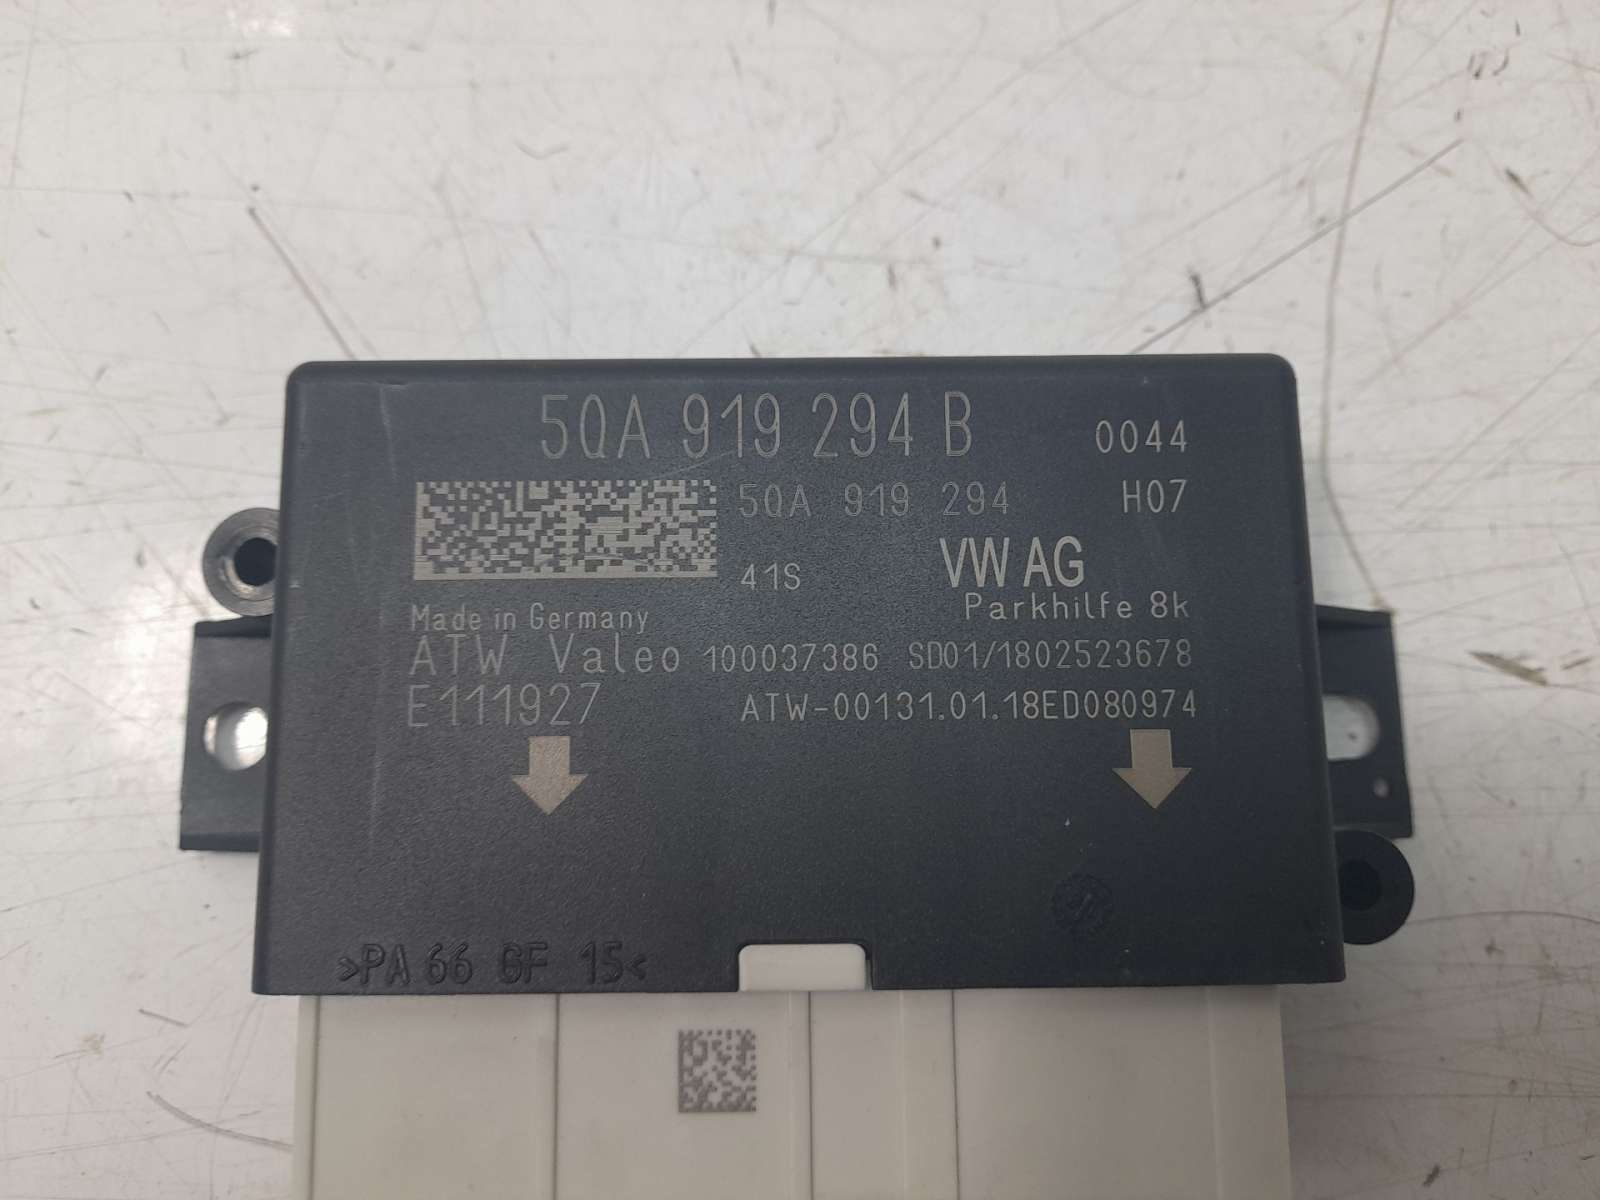 5QA 919 294 B 0044
5QA 919 294 H07
41S VW AG
Parkhilfe 8k
Made in Germany
ATW Valeo 100037386 SD01/1802523678
E111927 ATW-00131.01.18ED080974
>PA 66 GF 15<